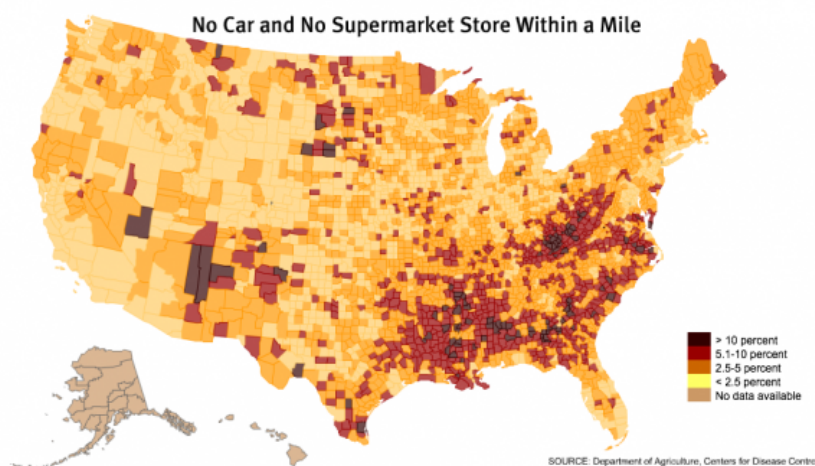 No Car and No Supermarket Store Within a Mile
> 10 percent
5.1-10 percent
2.5-5 percent
< 2.5 percent
No data available
SOURCE: Department of Agriculture, Centers for Disease Contro